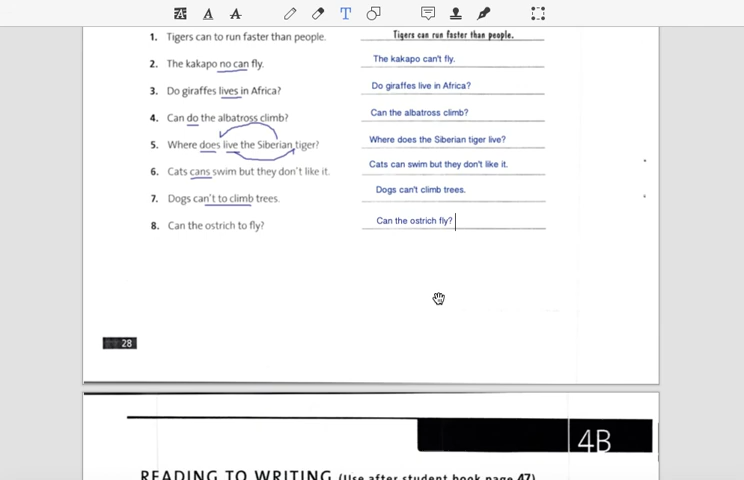 1. Tigers can to run faster than people. Tigers can run faster than people.
2. The kakapo no can fly. The kakapo can't fly.
3. Do giraffes lives in Africa? Do giraffes live in Africa?
4. Can do the albatross climb? Can the albatross climb?
5. Where does live the Siberian tiger? Where does the Siberian tiger live?
6. Cats cans swim but they don't like it. Cats can swim but they don't like it.
7. Dogs can't to climb trees. Dogs can't climb trees.
8. Can the ostrich to fly? Can the ostrich fly?
28
4B
READING TO WRITING (Use after student book page 47)